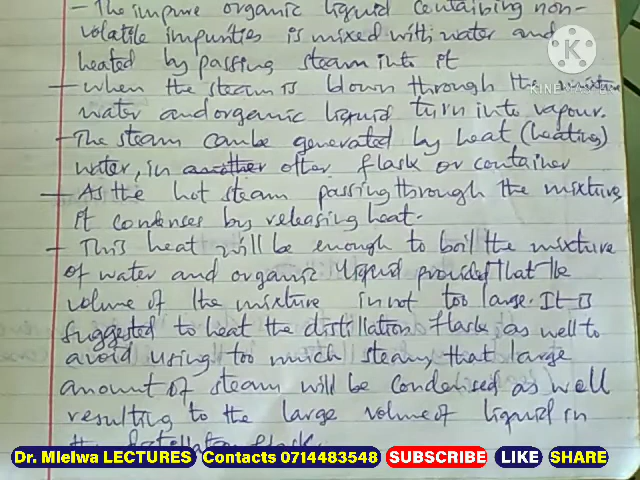 - The impure organic liquid containing non-
volatile impurities is mixed with water and
heated by passing steam into it
- when the steam is blown through the mixture
water and organic liquid turn into vapour.
- The steam can be generated by heat (heating)
water, in another other flask or container
- As the hot steam passing through the mixture,
it condenses by releasing heat.
- This heat will be enough to boil the mixture
of water and organic liquid provided that the
volume of the mixture in not too large. It is
suggested to heat the distillation flask, as well to
avoid using too much steam, that large
amount of steam will be condensed as well
resulting to the large volume of liquid in
the flask.
KINEMASTER
Dr. Mlelwa LECTURES Contacts 0714483548 SUBSCRIBE LIKE SHARE